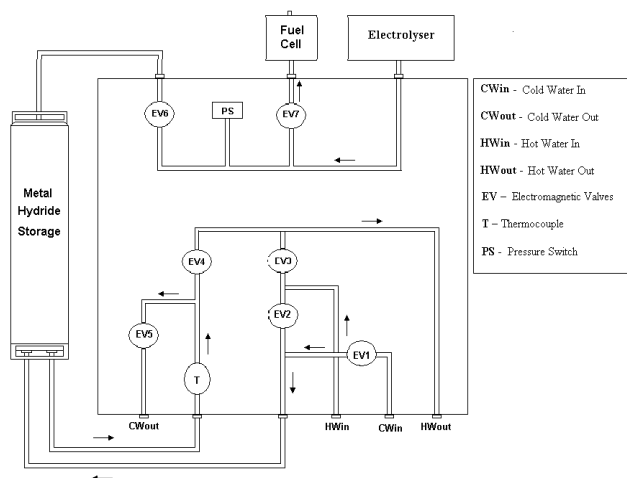 Fuel
Cell
Electrolyser
EV6
PS
EV7
CWin - Cold Water In
CWout - Cold Water Out
HWin - Hot Water In
HWout - Hot Water Out
EV – Electromagnetic Valves
T – Thermocouple
PS - Pressure Switch
Metal
Hydride
Storage
EV4
EV3
EV5
EV2
EV1
T
CWout
HWin
CWin
HWout